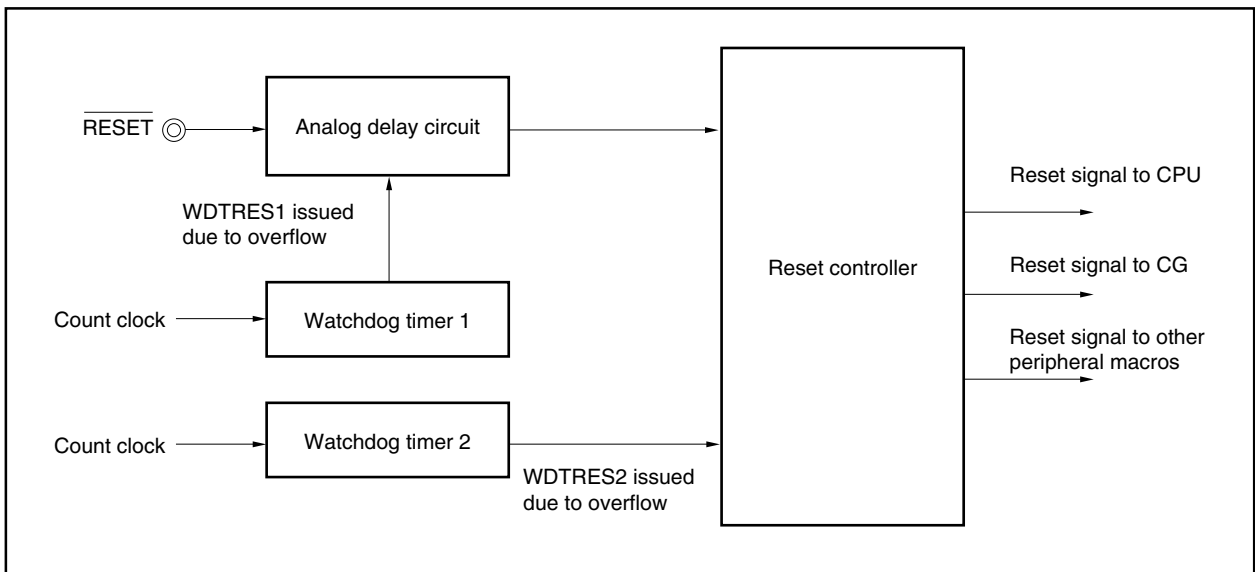 RESET
Analog delay circuit
WDTRES1 issued
due to overflow
Count clock
Watchdog timer 1
Count clock
Watchdog timer 2
WDTRES2 issued
due to overflow
Reset controller
Reset signal to CPU
Reset signal to CG
Reset signal to other
peripheral macros